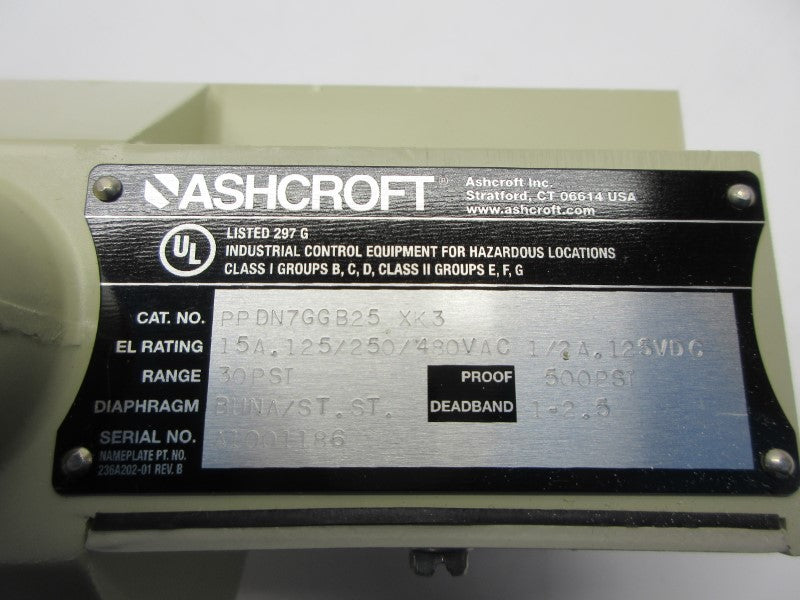 ASHCROFT®
Ashcroft Inc.
Stratford, CT 06614 USA
www.ashcroft.com
UL
LISTED 297 G
INDUSTRIAL CONTROL EQUIPMENT FOR HAZARDOUS LOCATIONS
CLASS I GROUPS B, C, D, CLASS II GROUPS E, F, G
CAT. NO. PPDN7GGB25 XK3
EL RATING 15A, 125/250/480VAC 1/2A, 125VDC
RANGE 30PSI PROOF 500PSI
DIAPHRAGM BUNA/ST.ST. DEADBAND 1-2.5
SERIAL NO.
NAMEPLATE PT. NO.
236A202-01 REV. B